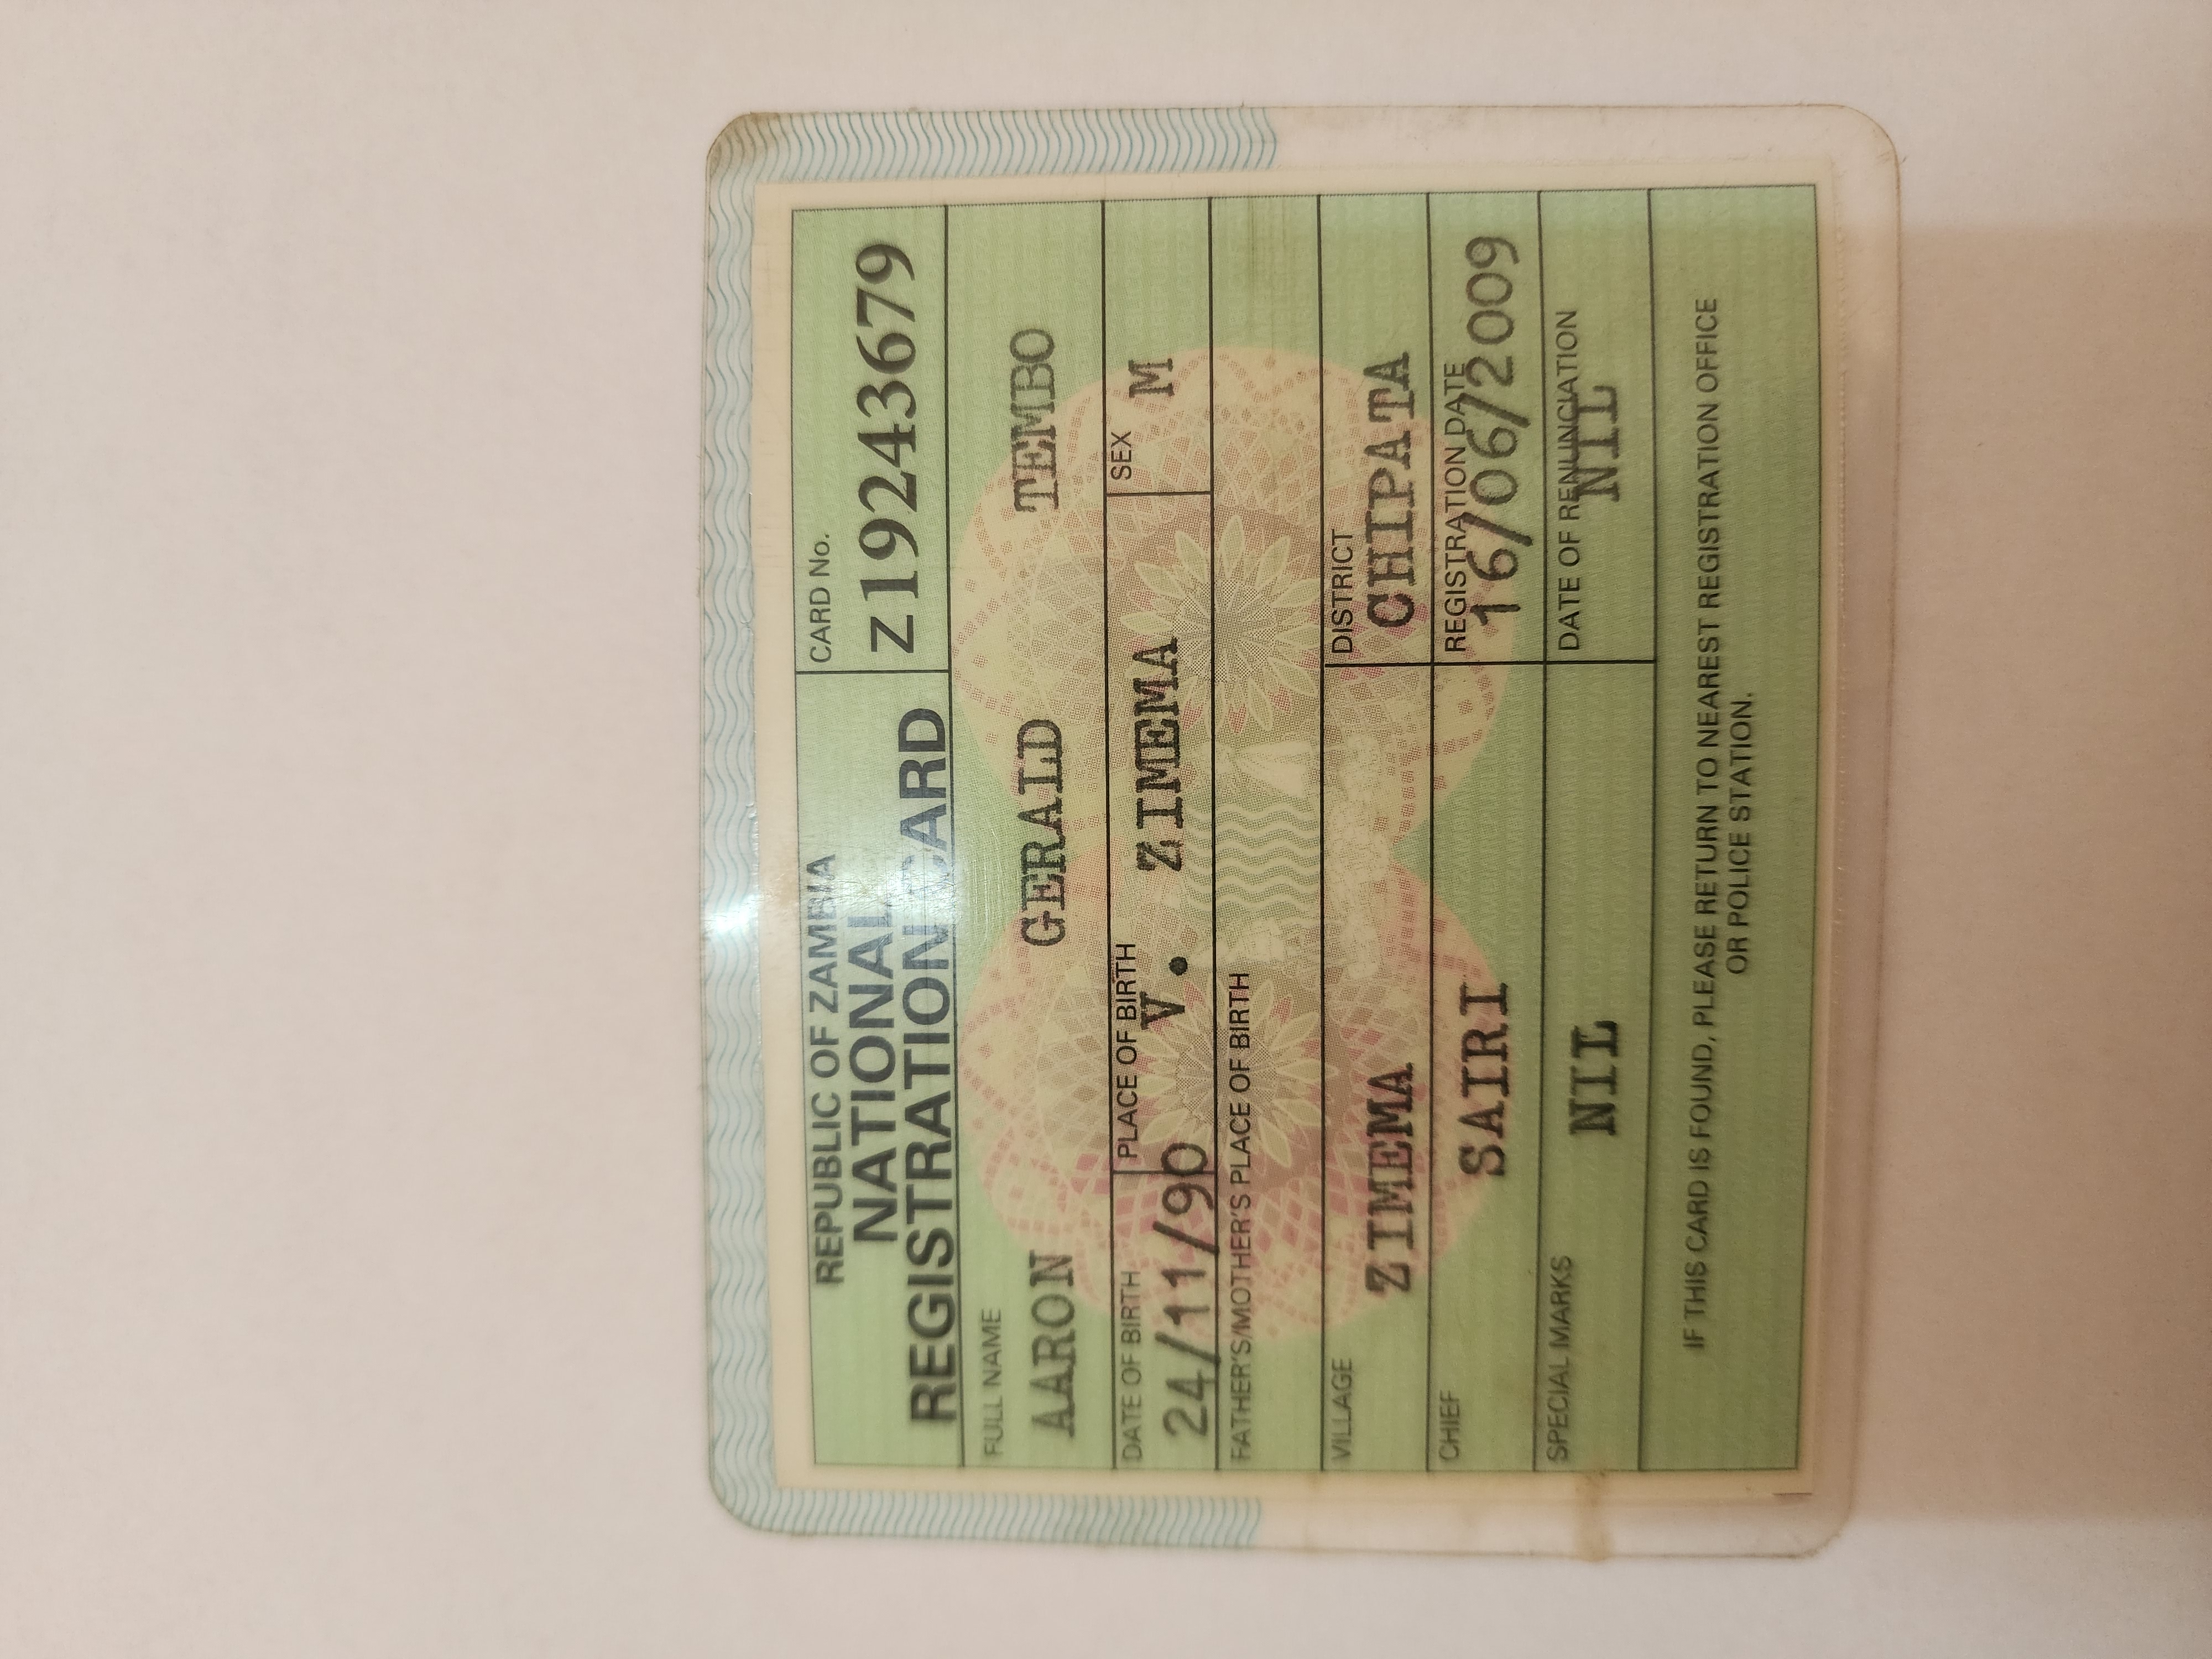 REPUBLIC OF ZAMBIA
NATIONAL
REGISTRATION CARD
CARD No.
Z19243679
FULL NAME
AARON GERALD TEMBO
DATE OF BIRTH
24/11/90
PLACE OF BIRTH
V. ZIMEMA
SEX
M
FATHER'S/MOTHER'S PLACE OF BIRTH
VILLAGE
ZIMEMA
DISTRICT
CHIPATA
CHIEF
SAIRI
REGISTRATION DATE
16/06/2009
SPECIAL MARKS
NIL
DATE OF RENUNCIATION
NIL
IF THIS CARD IS FOUND, PLEASE RETURN TO NEAREST REGISTRATION OFFICE
OR POLICE STATION.